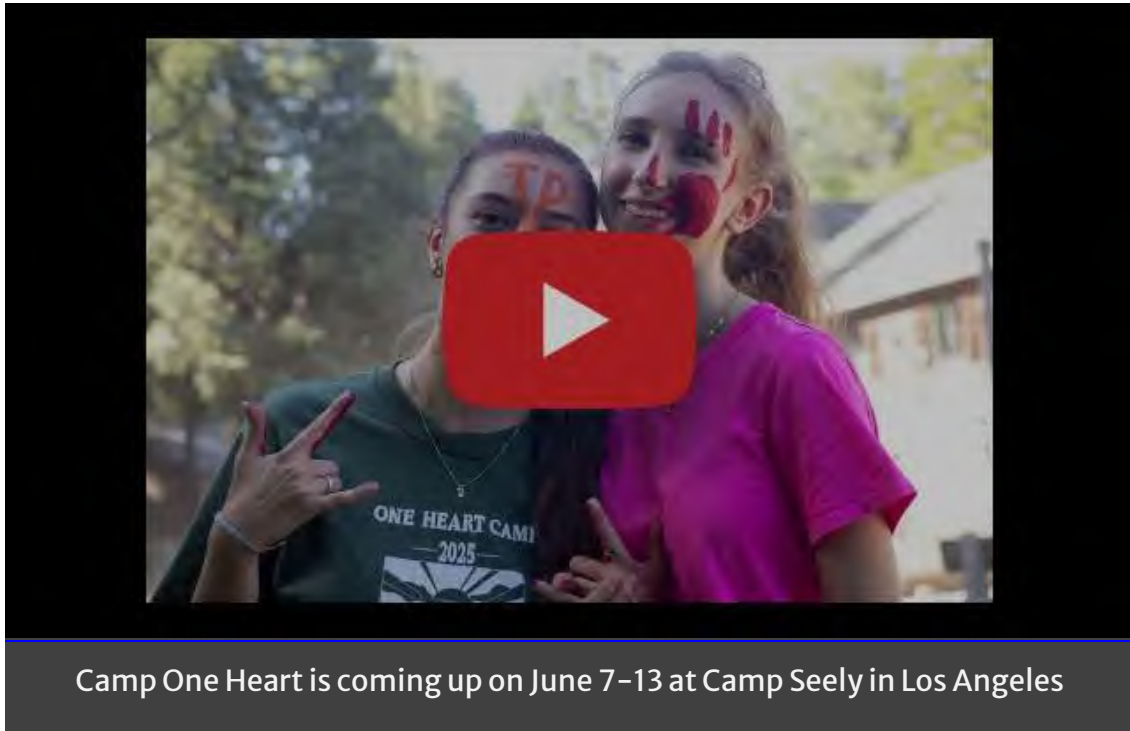 TP
ONE HEART CAMP
2025
Camp One Heart is coming up on June 7-13 at Camp Seely in Los Angeles